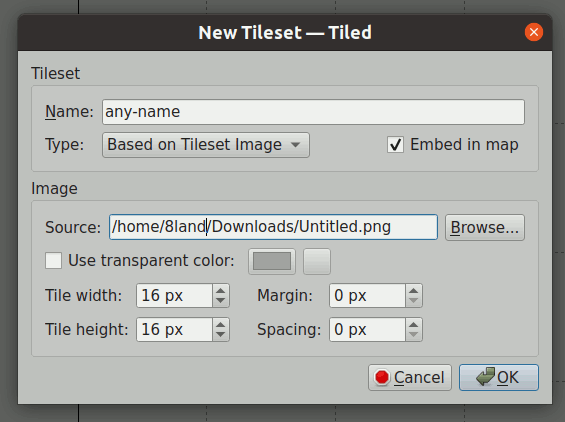 New Tileset — Tiled
Tileset
Name: any-name
Type: Based on Tileset Image Embed in map
Image
Source: /home/8land/Downloads/Untitled.png Browse...
Use transparent color:
Tile width: 16 px Margin: 0 px
Tile height: 16 px Spacing: 0 px
Cancel OK